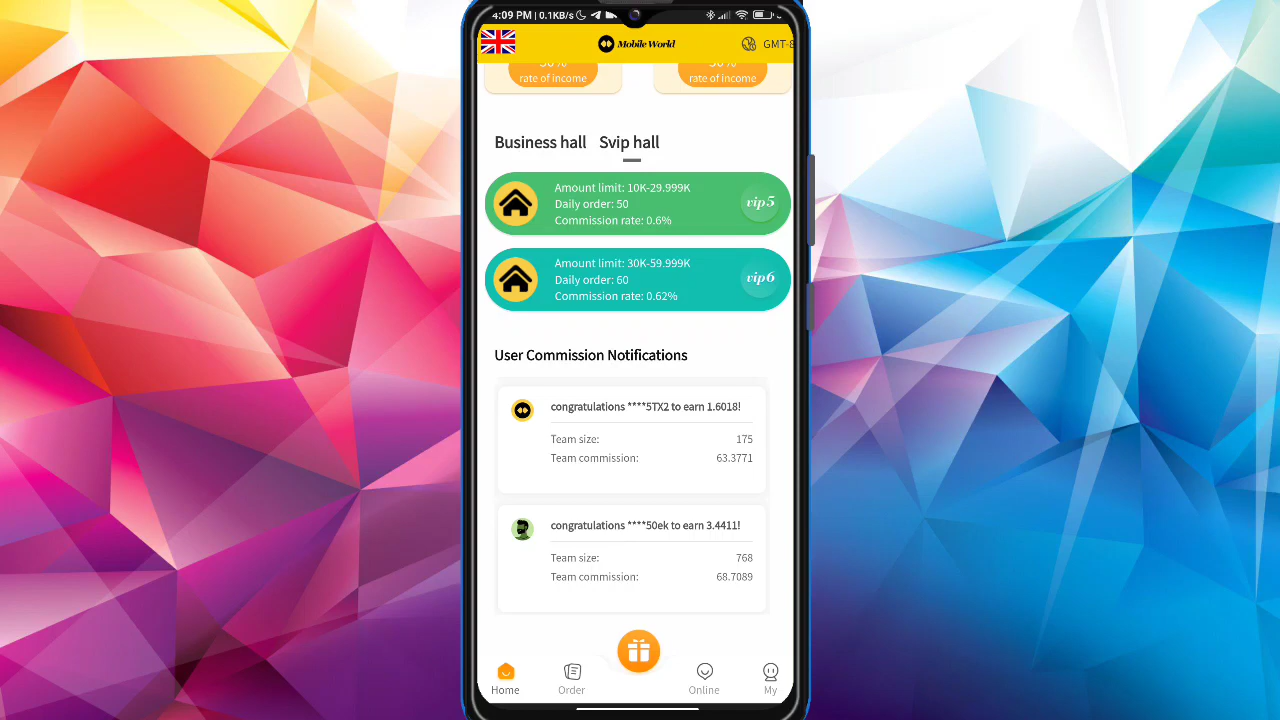 4:09 PM | 0.1KB/s
Mobile World
GMT-8
rate of income
rate of income
Business hall Svip hall
Amount limit: 10K-29.999K
Daily order: 50
Commission rate: 0.6%
vip5
Amount limit: 30K-59.999K
Daily order: 60
Commission rate: 0.62%
vip6
User Commission Notifications
congratulations ****5TX2 to earn 1.6018!
Team size: 175
Team commission: 63.3771
congratulations ****50ek to earn 3.4411!
Team size: 768
Team commission: 68.7089
Home Order Online My